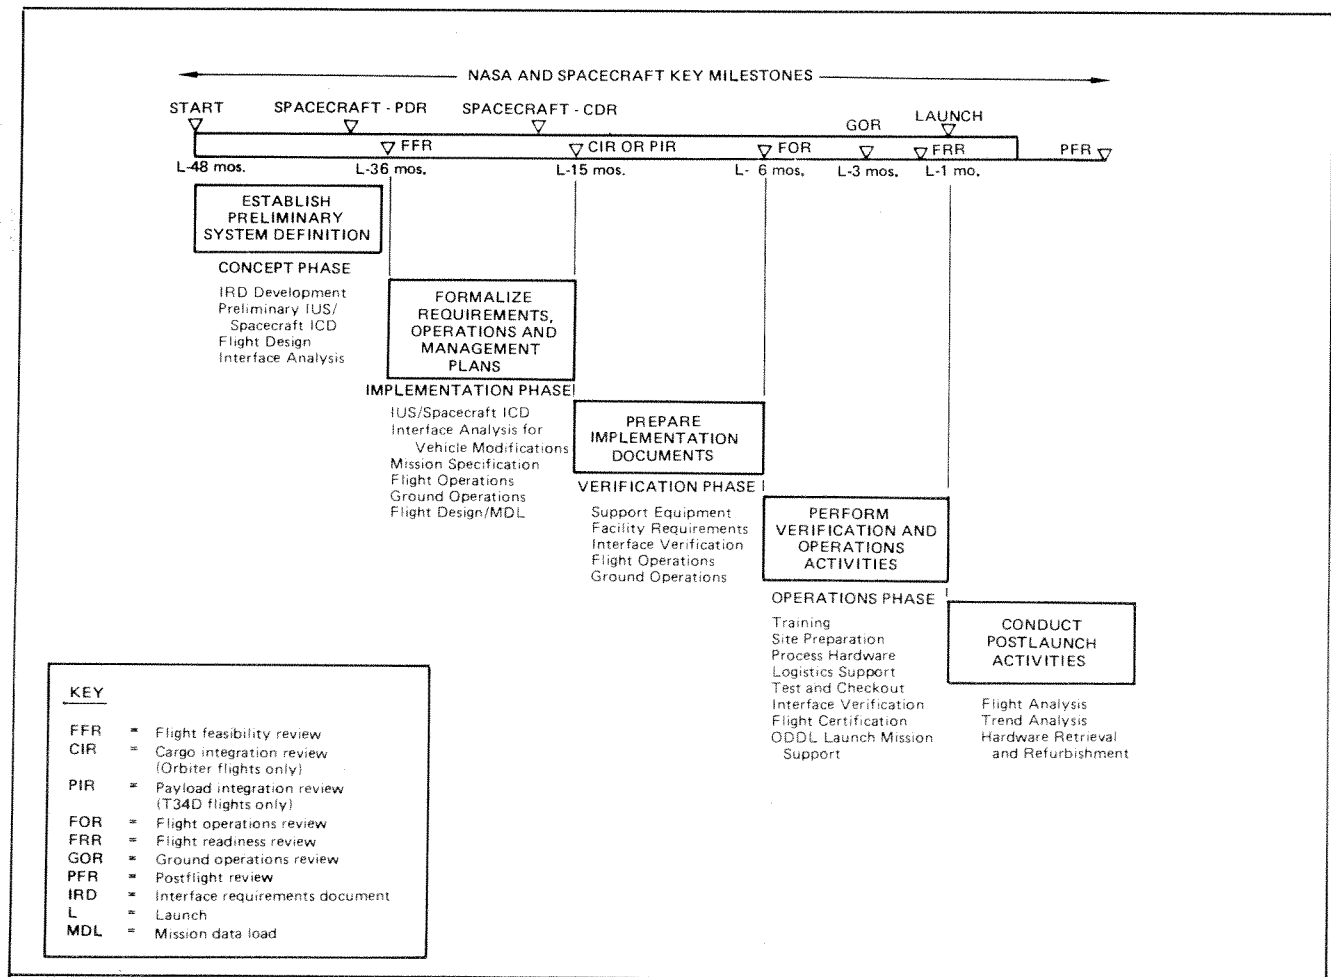 NASA AND SPACECRAFT KEY MILESTONES
START
SPACECRAFT - PDR
SPACECRAFT - CDR
GOR
LAUNCH
FFR
CIR OR PIR
FOR
FRR
PFR
L-48 mos.
L-36 mos.
L-15 mos.
L- 6 mos.
L-3 mos.
L-1 mo.
ESTABLISH
PRELIMINARY
SYSTEM DEFINITION
CONCEPT PHASE
IRD Development
Preliminary IUS/
Spacecraft ICD
Flight Design
Interface Analysis
FORMALIZE
REQUIREMENTS,
OPERATIONS AND
MANAGEMENT
PLANS
IMPLEMENTATION PHASE
IUS/Spacecraft ICD
Interface Analysis for
Vehicle Modifications
Mission Specification
Flight Operations
Ground Operations
Flight Design/MDL
PREPARE
IMPLEMENTATION
DOCUMENTS
VERIFICATION PHASE
Support Equipment
Facility Requirements
Interface Verification
Flight Operations
Ground Operations
PERFORM
VERIFICATION AND
OPERATIONS
ACTIVITIES
OPERATIONS PHASE
Training
Site Preparation
Process Hardware
Logistics Support
Test and Checkout
Interface Verification
Flight Certification
ODDL Launch Mission
Support
CONDUCT
POSTLAUNCH
ACTIVITIES
Flight Analysis
Trend Analysis
Hardware Retrieval
and Refurbishment
KEY
FFR = Flight feasibility review
CIR = Cargo integration review
(Orbiter flights only)
PIR = Payload integration review
(T34D flights only)
FOR = Flight operations review
FRR = Flight readiness review
GOR = Ground operations review
PFR = Postflight review
IRD = Interface requirements document
L = Launch
MDL = Mission data load